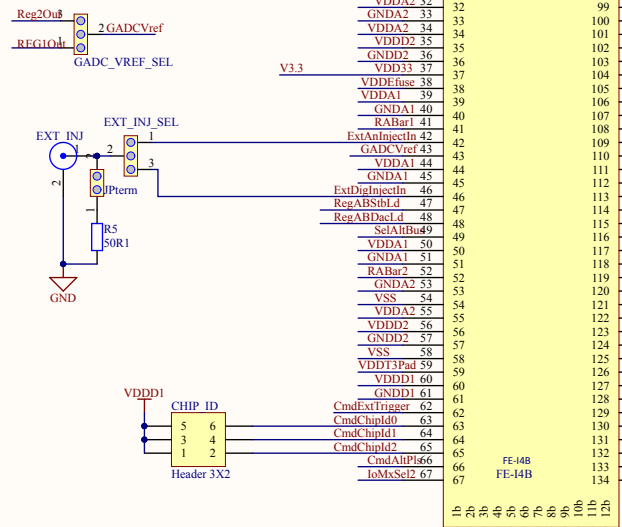 Reg2Out 3
2 GADCVref
REG1Out 1
GADC_VREF_SEL
V3.3
EXT_INJ
EXT_INJ_SEL
1
2
1
2
3
2
JPterm
1
R5
50R1
GND
VDDD1
CHIP_ID
5 6
3 4
1 2
Header 3X2
VDDA2 32 32 99
GNDA2 33 33 100
VDDA2 34 34 101
VDDD2 35 35 102
GNDD2 36 36 103
VDD33 37 37 104
VDDEfuse 38 38 105
VDDA1 39 39 106
GNDA1 40 40 107
RABar1 41 41 108
ExtAnInjectIn 42 42 109
GADCVref 43 43 110
VDDA1 44 44 111
GNDA1 45 45 112
ExtDigInjectIn 46 46 113
RegABStbLd 47 47 114
RegABDacLd 48 48 115
SelAltBus 49 49 116
VDDA1 50 50 117
GNDA1 51 51 118
RABar2 52 52 119
GNDA2 53 53 120
VSS 54 54 121
VDDA2 55 55 122
VDDD2 56 56 123
GNDD2 57 57 124
VSS 58 58 125
VDDT3Pad 59 59 126
VDDD1 60 60 127
GNDD1 61 61 128
CmdExtTrigger 62 62 129
CmdChipId0 63 63 130
CmdChipId1 64 64 131
CmdChipId2 65 65 132
CmdAltPls 66 66 133
IoMxSel2 67 67 134
FE-I4B
FE-I4B
1b 2b 3b 4b 5b 6b 7b 8b 9b 10b 11b 12b